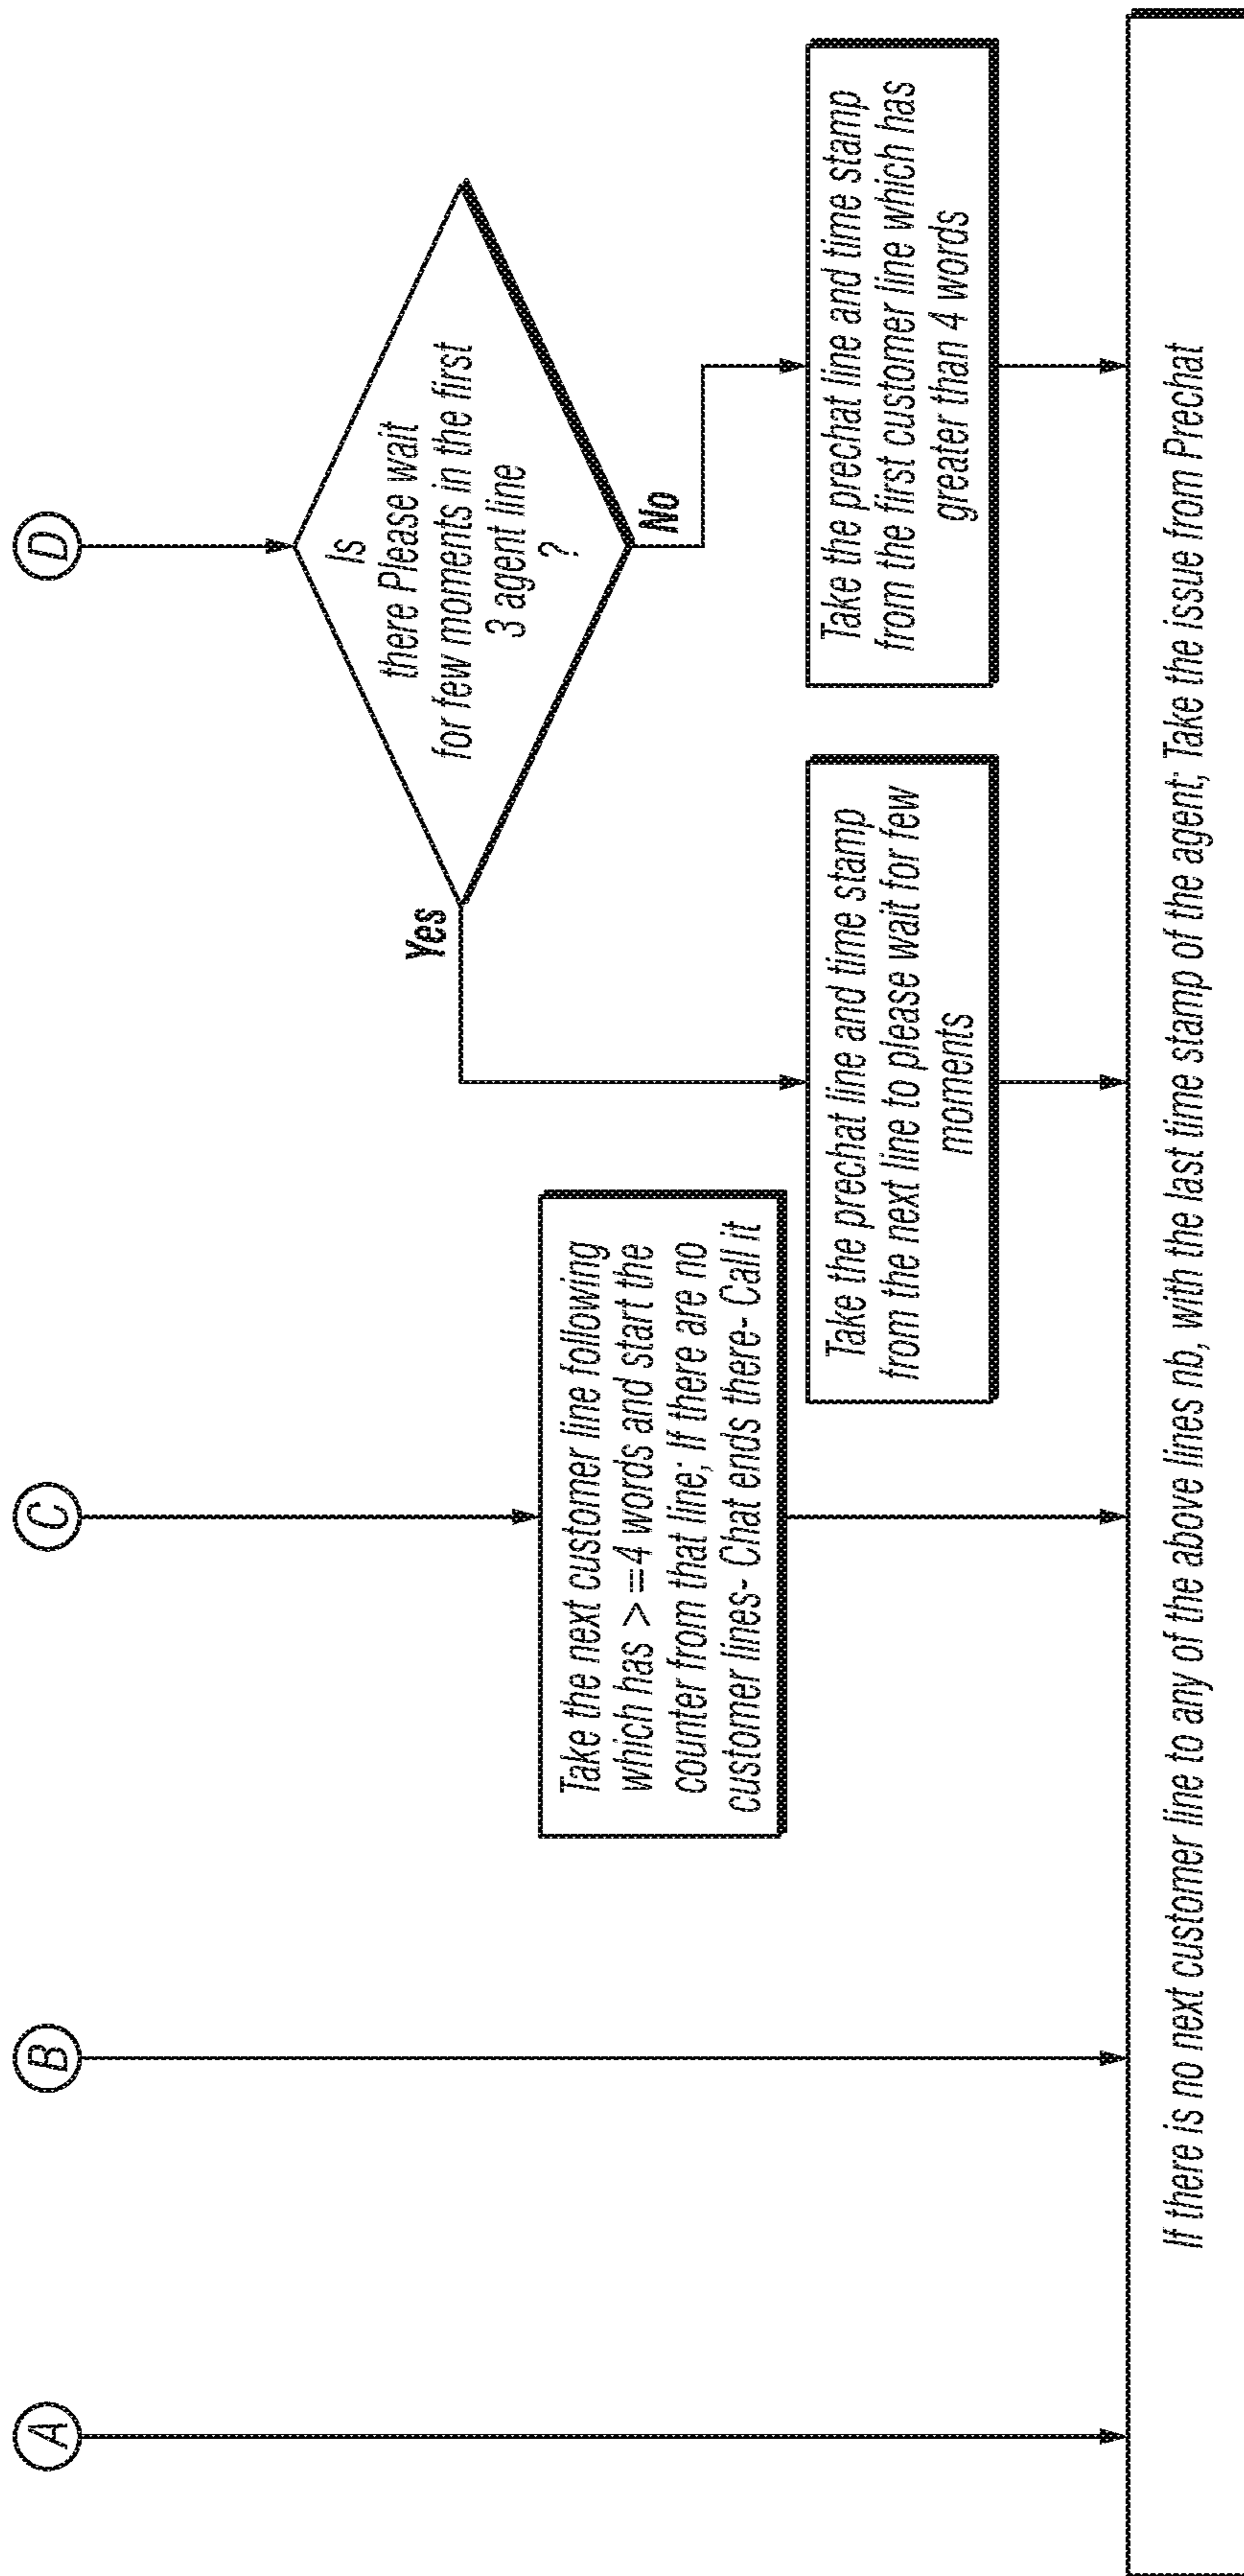 A
B
C
D
Is
there Please wait
for few moments in the first
3 agent line
?
Yes
No
Take the next customer line following
which has >=4 words and start the
counter from that line; If there are no
customer lines- Chat ends there- Call it
Take the prechat line and time stamp
from the next line to please wait for few
moments
Take the prechat line and time stamp
from the first customer line which has
greater than 4 words
If there is no next customer line to any of the above lines nb, with the last time stamp of the agent; Take the issue from Prechat